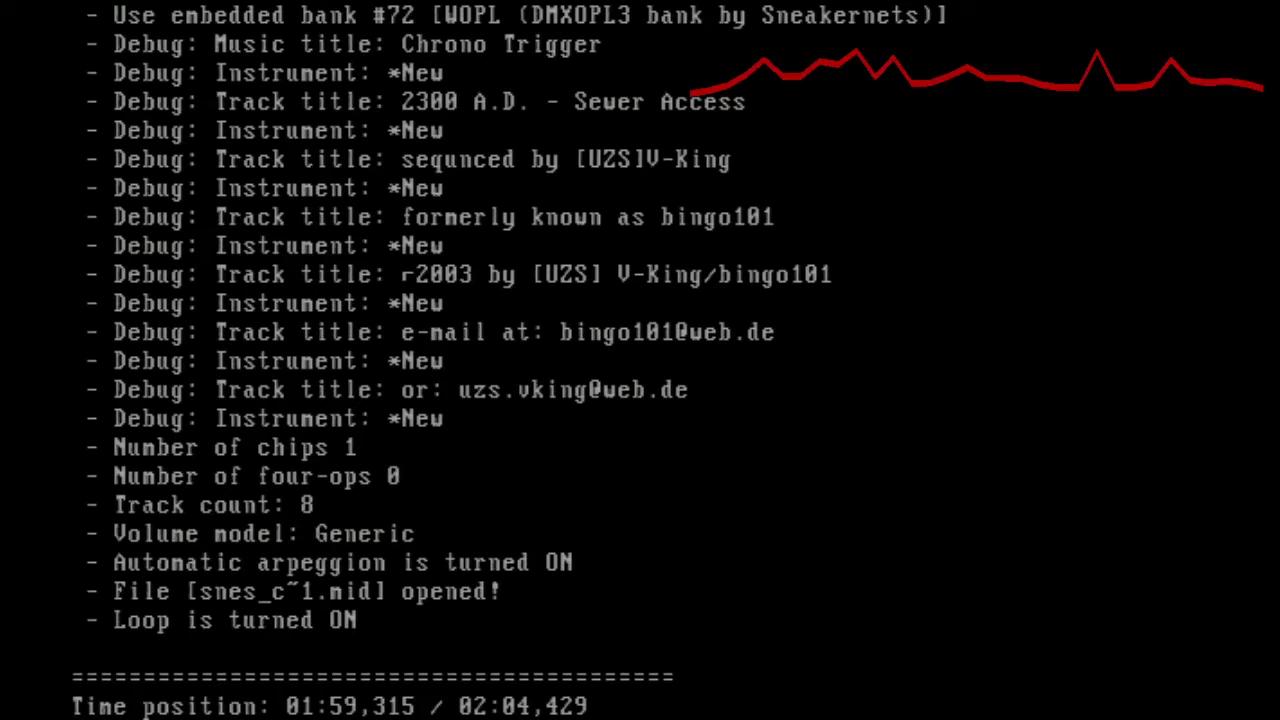 - Use embedded bank #72 [WOPL (DMXOPL3 bank by Sneakernets)]
- Debug: Music title: Chrono Trigger
- Debug: Instrument: *New
- Debug: Track title: 2300 A.D. - Sewer Access
- Debug: Instrument: *New
- Debug: Track title: sequnced by [UZS]V-King
- Debug: Instrument: *New
- Debug: Track title: formerly known as bingo101
- Debug: Instrument: *New
- Debug: Track title: r2003 by [UZS] V-King/bingo101
- Debug: Instrument: *New
- Debug: Track title: e-mail at: bingo101@web.de
- Debug: Instrument: *New
- Debug: Track title: or: uzs.vking@web.de
- Debug: Instrument: *New
- Number of chips 1
- Number of four-ops 0
- Track count: 8
- Volume model: Generic
- Automatic arpeggion is turned ON
- File [snes_c~1.mid] opened!
- Loop is turned ON
==========================================
Time position: 01:59,315 / 02:04,429